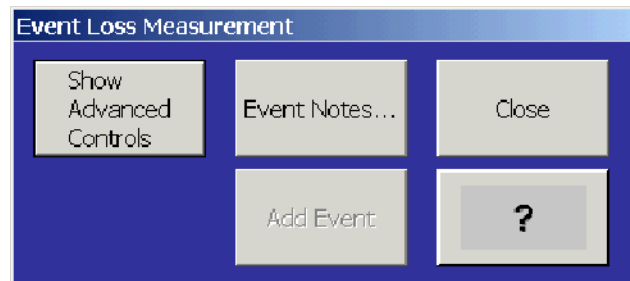 Event Loss Measurement
Show
Advanced
Controls
Event Notes...
Close
Add Event
?